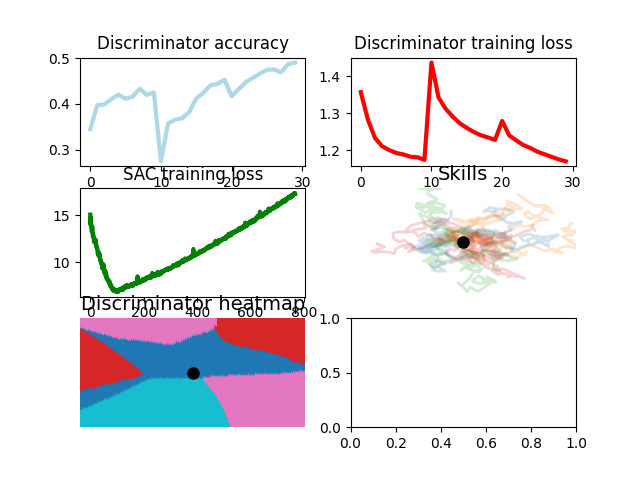 Discriminator accuracy
0.5
0.4
0.3
0 10 20 30
Discriminator training loss
1.4
1.3
1.2
0 10 20 30
SAC training loss
15
10
0 200 400 600 800
Skills
Discriminator heatmap
1.0
0.5
0.0
0.0 0.2 0.4 0.6 0.8 1.0